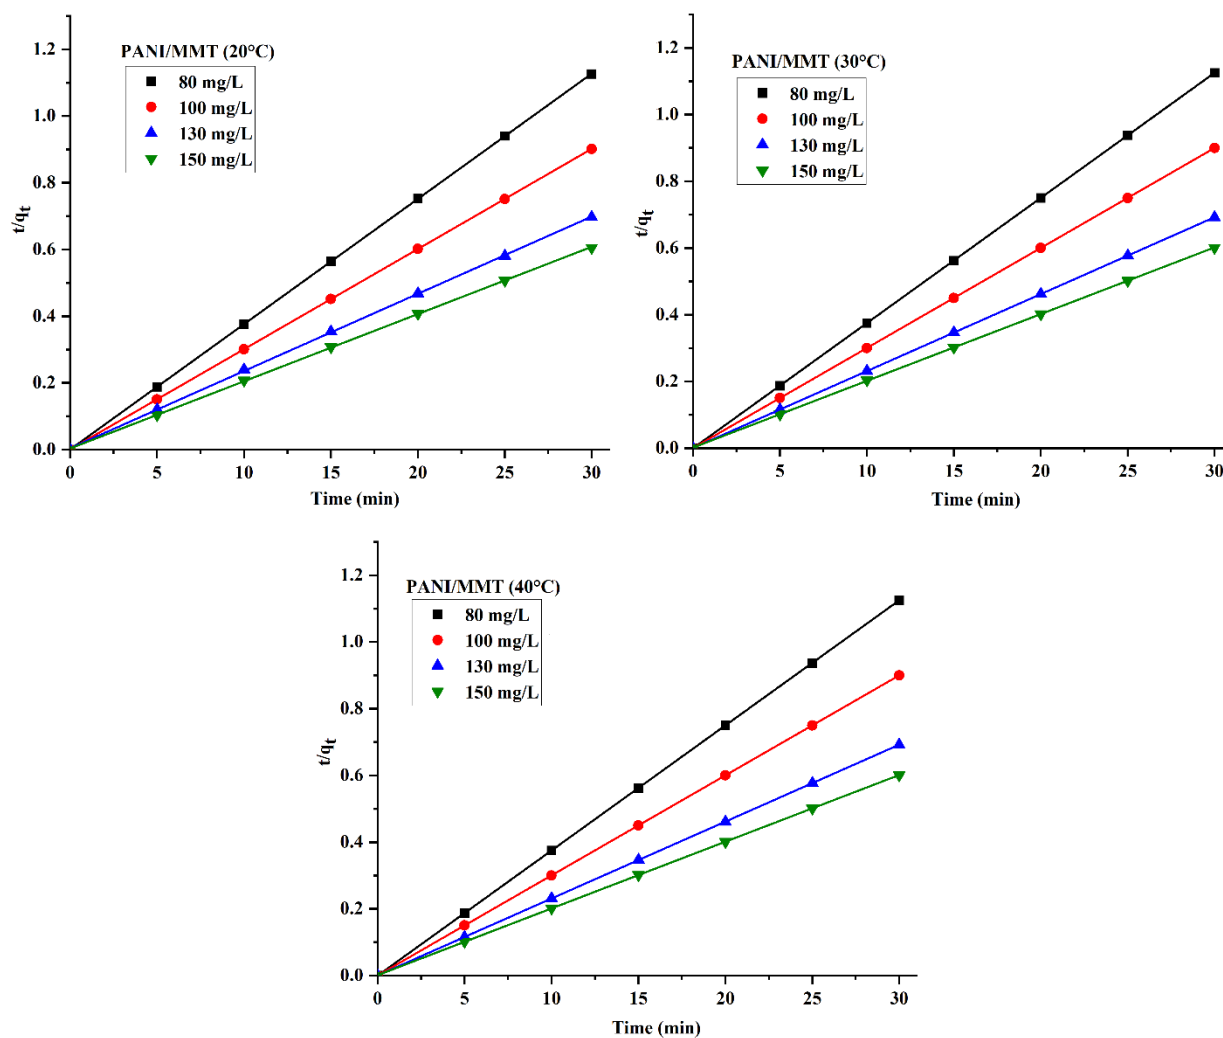 PANI/MMT (20°C)
80 mg/L
100 mg/L
130 mg/L
150 mg/L
t/qt
1.2
1.0
0.8
0.6
0.4
0.2
0.0
0 5 10 15 20 25 30
Time (min)
PANI/MMT (30°C)
80 mg/L
100 mg/L
130 mg/L
150 mg/L
t/qt
1.2
1.0
0.8
0.6
0.4
0.2
0.0
0 5 10 15 20 25 30
Time (min)
PANI/MMT (40°C)
80 mg/L
100 mg/L
130 mg/L
150 mg/L
t/qt
1.2
1.0
0.8
0.6
0.4
0.2
0.0
0 5 10 15 20 25 30
Time (min)